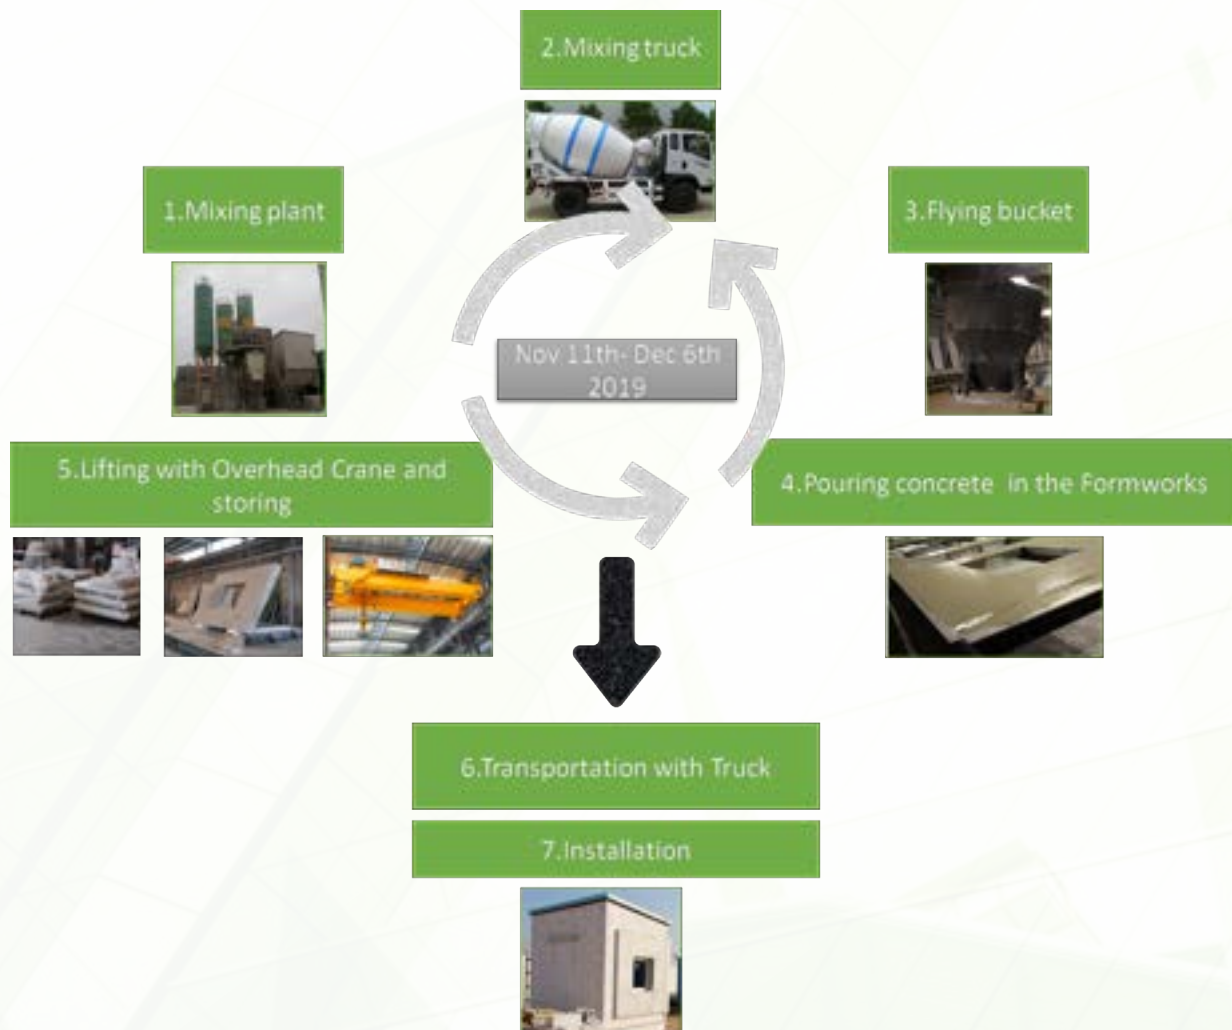 2.Mixing truck
1.Mixing plant
3.Flying bucket
Nov 11th- Dec 6th
2019
5.Lifting with Overhead Crane and
storing
4.Pouring concrete in the Formworks
6.Transportation with Truck
7.Installation